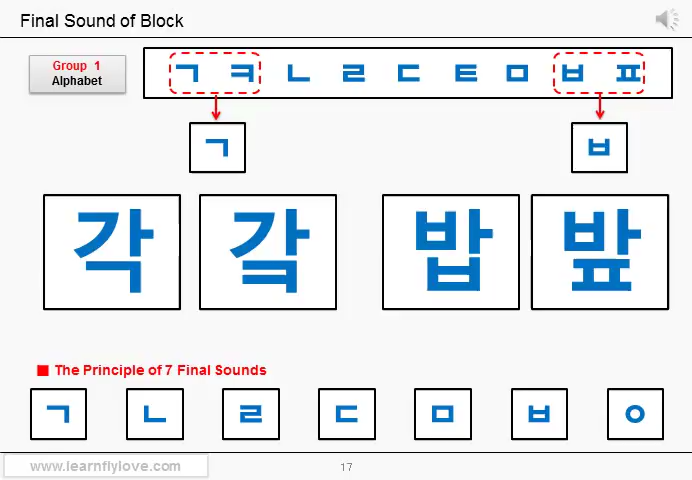 Final Sound of Block
Group 1
Alphabet
ㄱ ㅋ ㄴ ㄹ ㄷ ㅌ ㅁ ㅂ ㅍ
ㄱ ㅂ
각 갘 밥 밮
The Principle of 7 Final Sounds
ㄱ ㄴ ㄹ ㄷ ㅁ ㅂ ㅇ
www.learnflylove.com
17